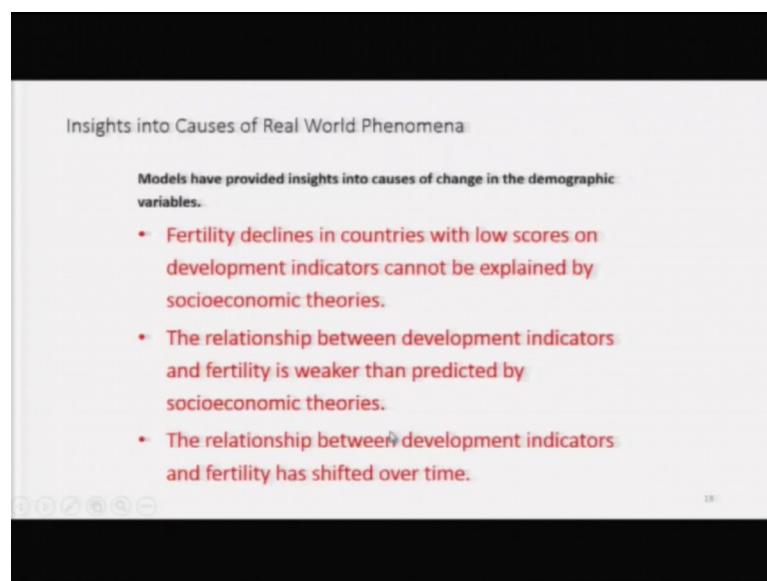 Insights into Causes of Real World Phenomena
Models have provided insights into causes of change in the demographic
variables.
• Fertility declines in countries with low scores on
development indicators cannot be explained by
socioeconomic theories.
• The relationship between development indicators
and fertility is weaker than predicted by
socioeconomic theories.
• The relationship between development indicators
and fertility has shifted over time.